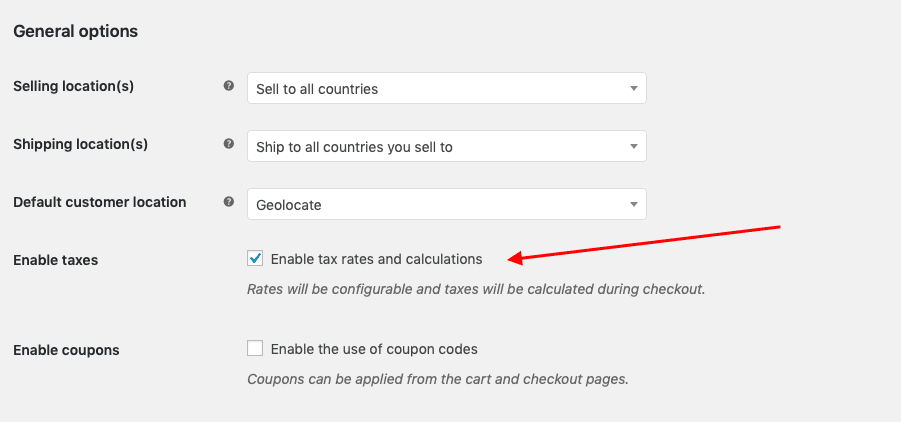 General options
Selling location(s) ? Sell to all countries
Shipping location(s) ? Ship to all countries you sell to
Default customer location ? Geolocate
Enable taxes Enable tax rates and calculations
Rates will be configurable and taxes will be calculated during checkout.
Enable coupons Enable the use of coupon codes
Coupons can be applied from the cart and checkout pages.